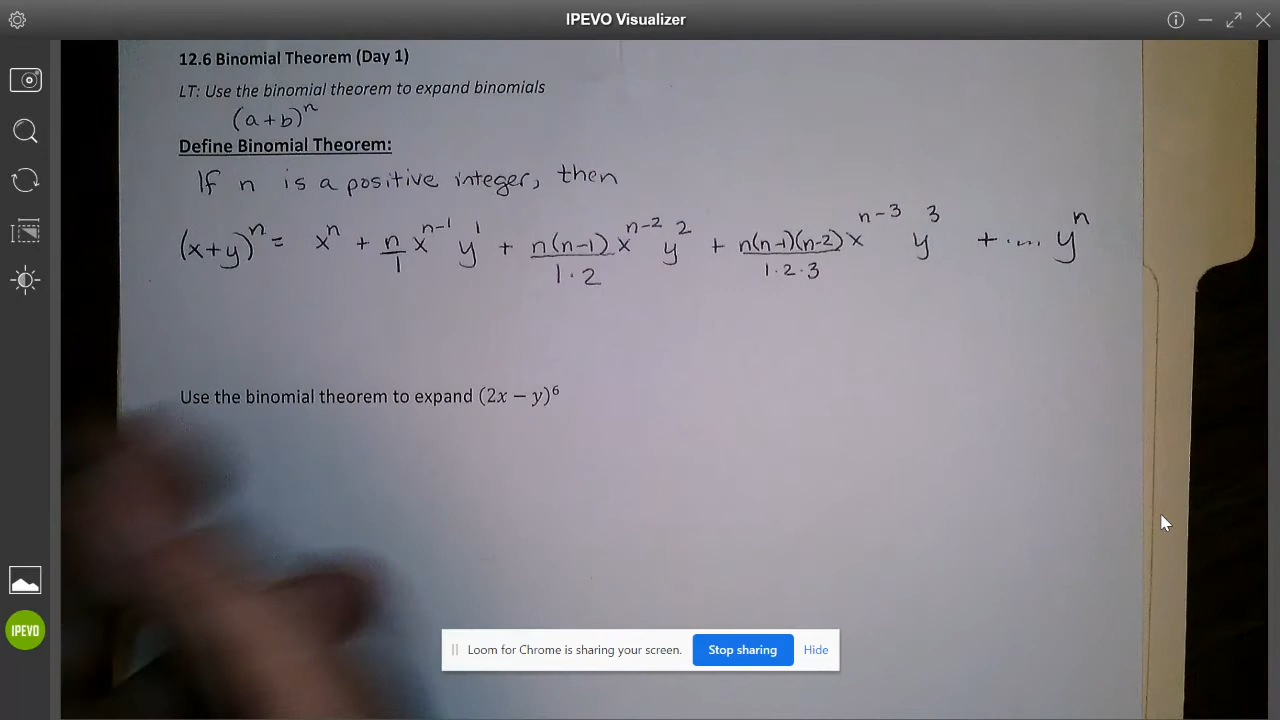 IPEVO Visualizer
12.6 Binomial Theorem (Day 1)
LT: Use the binomial theorem to expand binomials
(a+b)^n
Define Binomial Theorem:
If n is a positive integer, then
(x+y)^n = x^n + n/1 x^(n-1) y^1 + n(n-1)/1·2 x^(n-2) y^2 + n(n-1)(n-2)/1·2·3 x^(n-3) y^3 + .... y^n
Use the binomial theorem to expand (2x − y)⁶
IPEVO
Loom for Chrome is sharing your screen. Stop sharing Hide